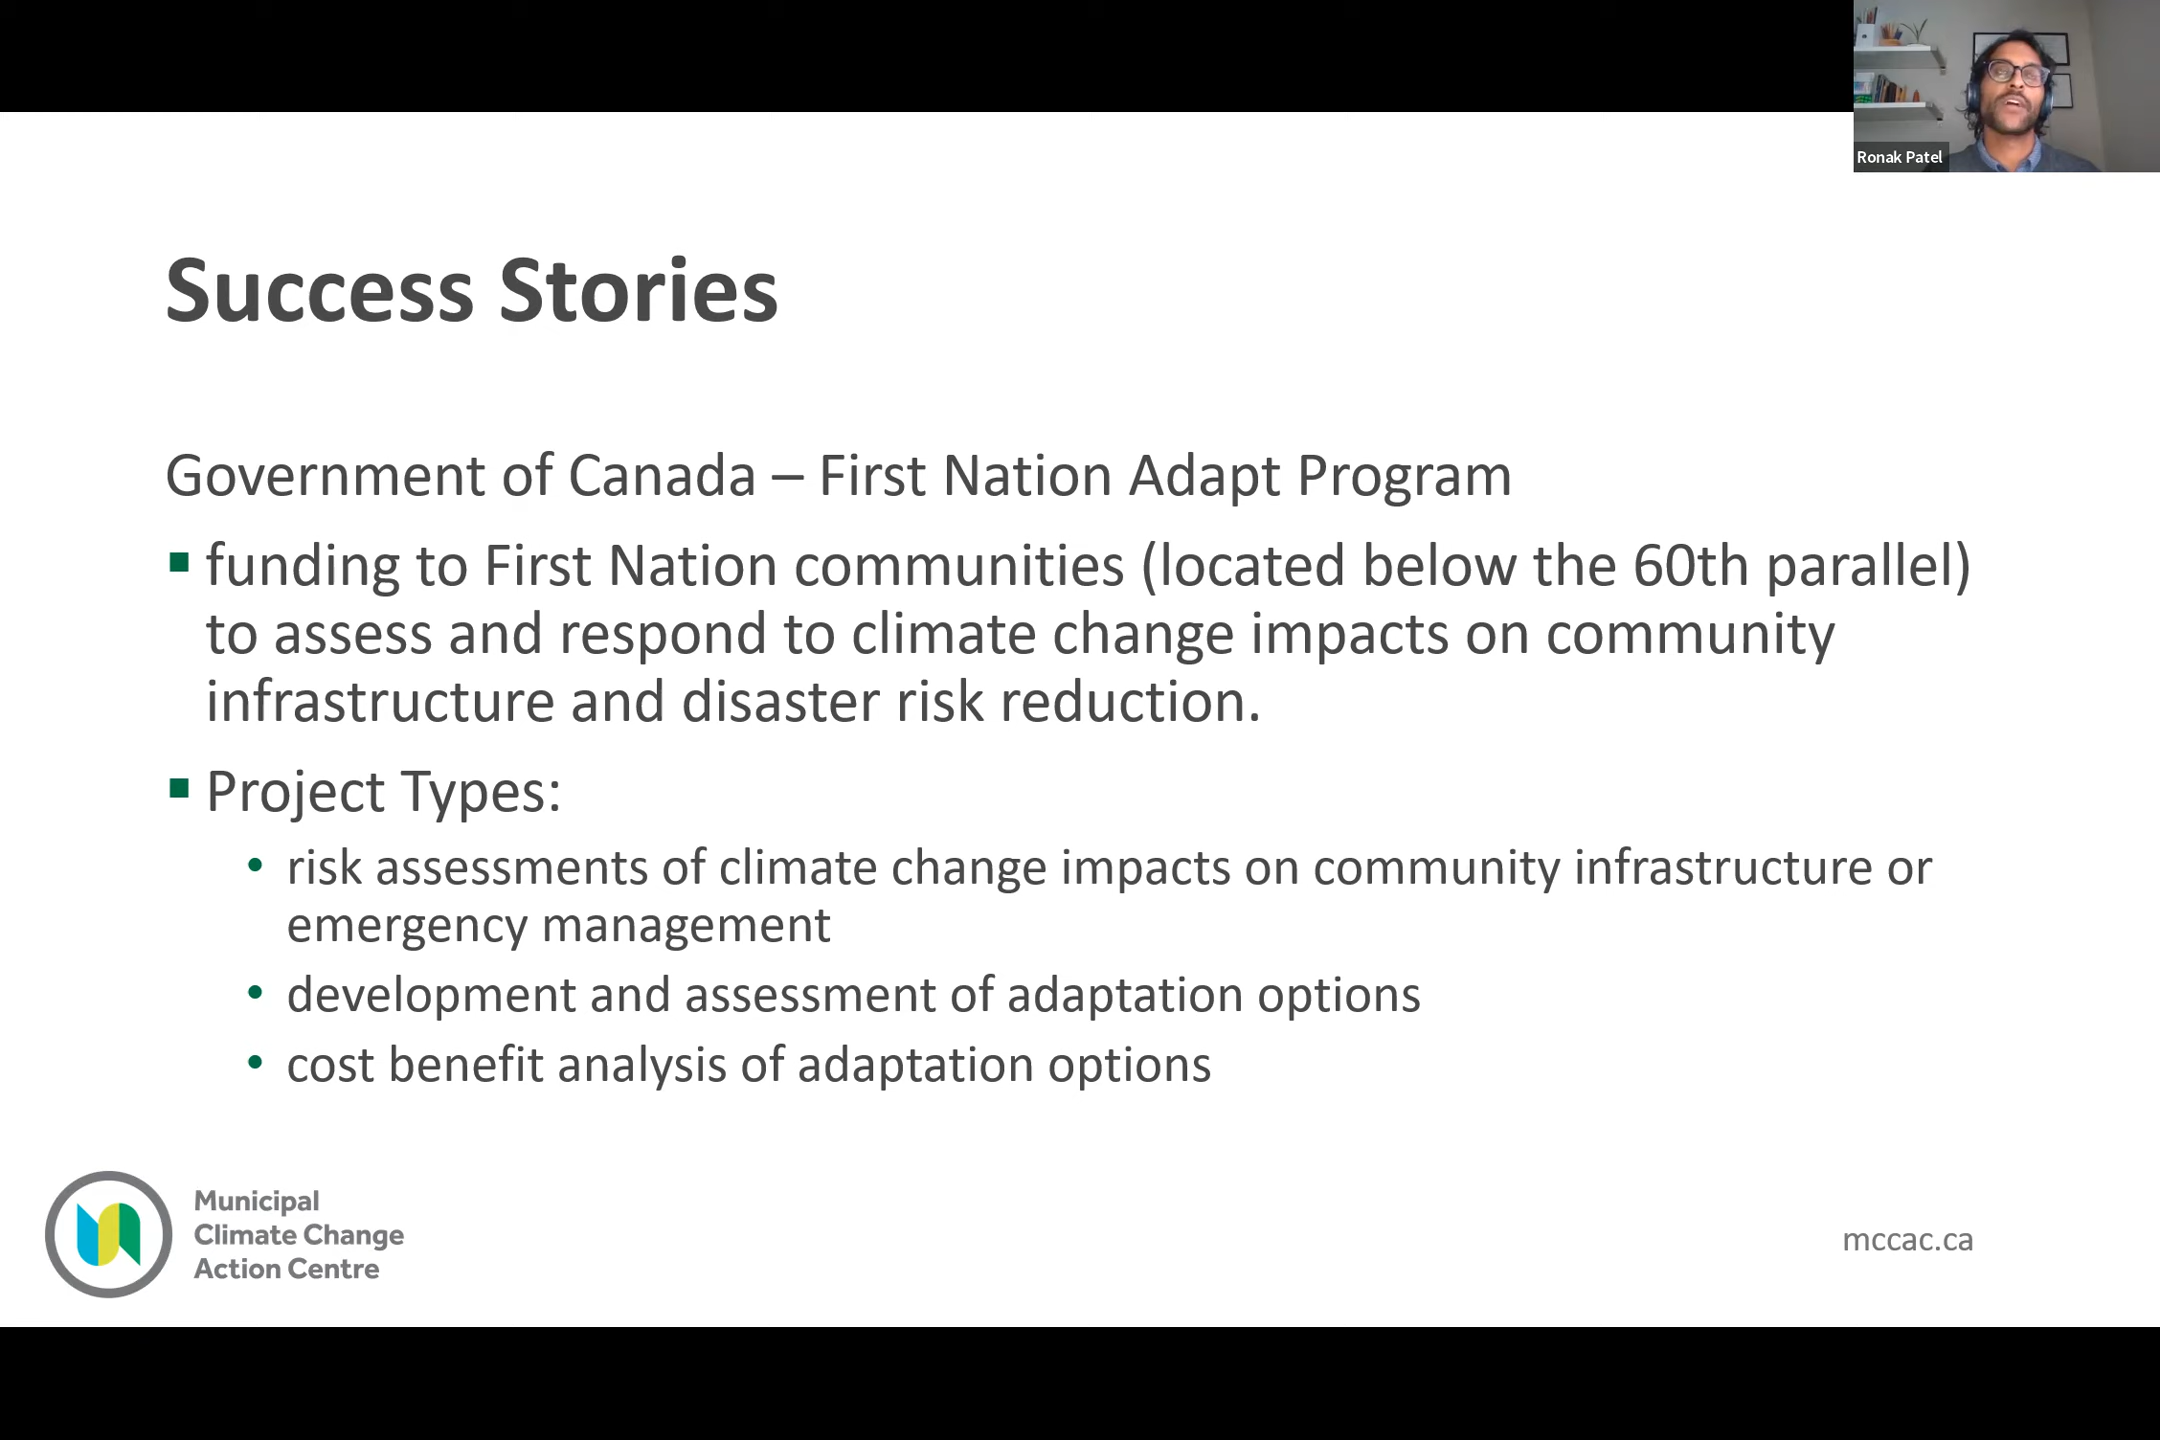 Ronak Patel
Success Stories
Government of Canada – First Nation Adapt Program
▪ funding to First Nation communities (located below the 60th parallel)
to assess and respond to climate change impacts on community
infrastructure and disaster risk reduction.
▪ Project Types:
• risk assessments of climate change impacts on community infrastructure or
emergency management
• development and assessment of adaptation options
• cost benefit analysis of adaptation options
Municipal
Climate Change
Action Centre
mccac.ca